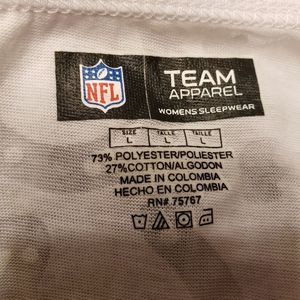 NFL
TEAM
APPAREL
WOMENS SLEEPWEAR
SIZE TAILLE TALLE
L L L
73% POLYESTER/POLIESTER
27% COTTON/ALGODON
MADE IN COLOMBIA
HECHO EN COLOMBIA
RN# 75767